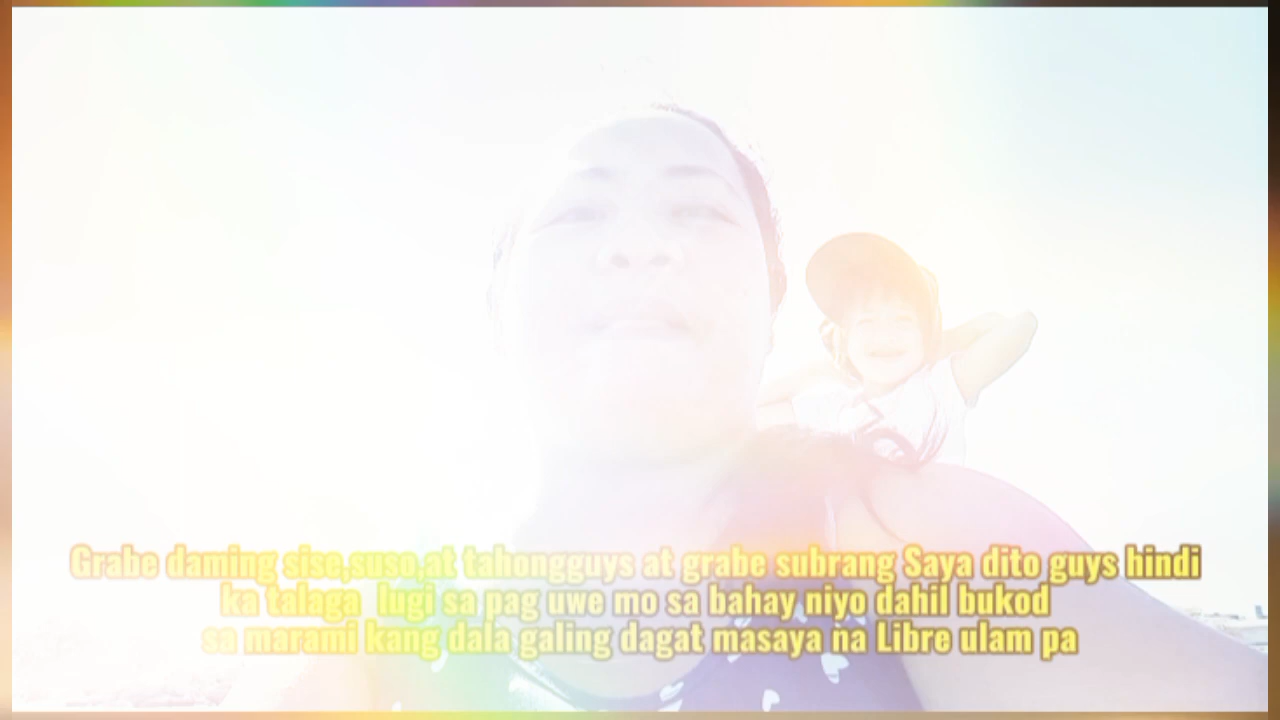 Grabe daming sise,suso,at tahongguys at grabe subrang Saya dito guys hindi
ka talaga lugi sa pag uwe mo sa bahay niyo dahil bukod
sa marami kang dala galing dagat masaya na Libre ulam pa